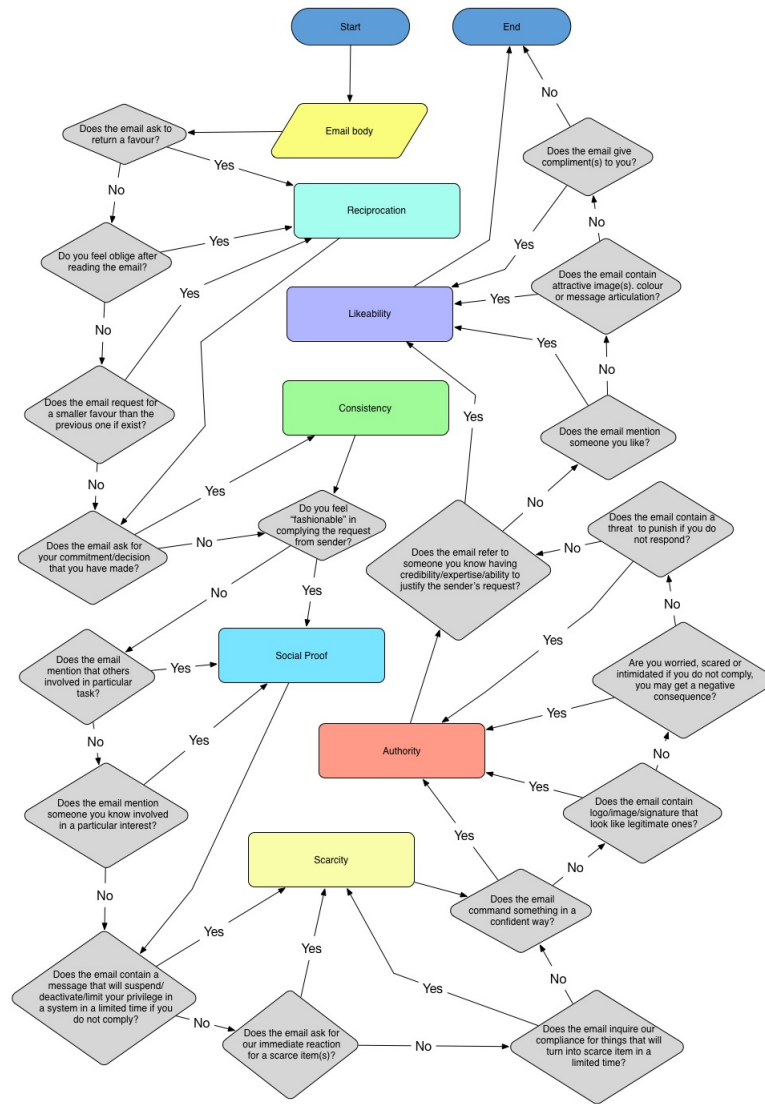 Start
End
Email body
No
Does the email ask to
return a favour?
Does the email give
compliment(s) to you?
Yes
No
Reciprocation
No
Do you feel oblige after
reading the email?
Yes
Yes
Does the email contain
attractive image(s). colour
or message articulation?
Yes
Yes
Likeability
No
Yes
No
Does the email request for
a smaller favour than the
previous one if exist?
Consistency
Yes
Does the email mention
someone you like?
No
Yes
Do you feel
"fashionable" in
complying the request
from sender?
No
Does the email contain a
threat  to punish if you do
not respond?
Does the email ask for
your commitment/decision
that you have made?
No
Does the email refer to
someone you know having
credibility/expertise/ability to
justify the sender's request?
No
No
Yes
No
Does the email
mention that others
involved in particular
task?
Yes
Social Proof
Yes
Are you worried, scared or
intimidated if you do not comply,
you may get a negative
consequence?
No
Yes
Yes
Authority
No
Does the email mention
someone you know involved
in a particular interest?
Yes
Does the email contain
logo/image/signature that
look like legitimate ones?
Yes
Scarcity
No
No
Does the email
command something in a
confident way?
Yes
Yes
Does the email contain a
message that will suspend/
deactivate/limit your privilege in
a system in a limited time if you
do not comply?
Yes
No
No
Does the email ask for
our immediate reaction
for a scarce item(s)?
No
Does the email inquire our
compliance for things that will
turn into scarce item in a
limited time?